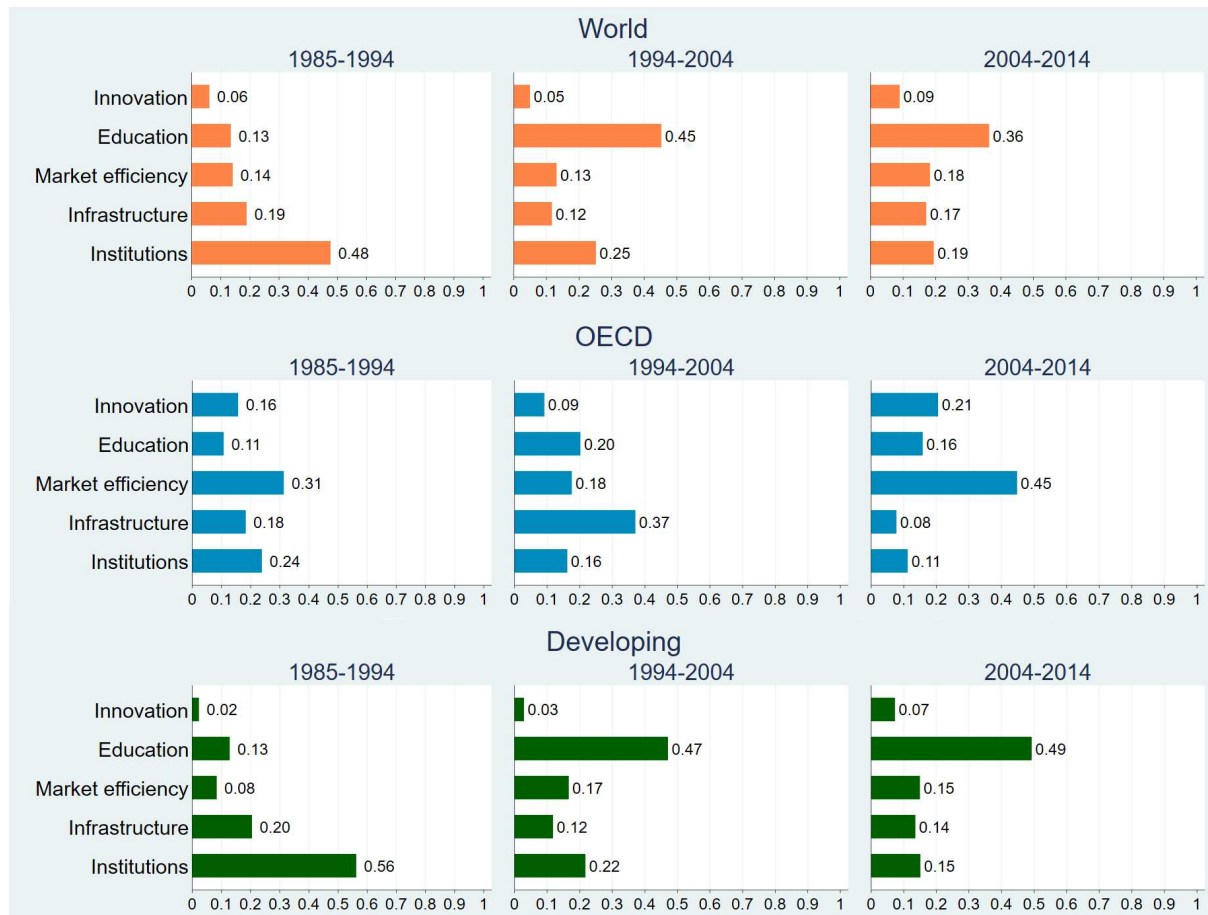 World
1985-1994 1994-2004 2004-2014
Innovation 0.06 0.05 0.09
Education 0.13 0.45 0.36
Market efficiency 0.14 0.13 0.18
Infrastructure 0.19 0.12 0.17
Institutions 0.48 0.25 0.19
0 0.1 0.2 0.3 0.4 0.5 0.6 0.7 0.8 0.9 1 0 0.1 0.2 0.3 0.4 0.5 0.6 0.7 0.8 0.9 1 0 0.1 0.2 0.3 0.4 0.5 0.6 0.7 0.8 0.9 1
OECD
1985-1994 1994-2004 2004-2014
Innovation 0.16 0.09 0.21
Education 0.11 0.20 0.16
Market efficiency 0.31 0.18 0.45
Infrastructure 0.18 0.37 0.08
Institutions 0.24 0.16 0.11
0 0.1 0.2 0.3 0.4 0.5 0.6 0.7 0.8 0.9 1 0 0.1 0.2 0.3 0.4 0.5 0.6 0.7 0.8 0.9 1 0 0.1 0.2 0.3 0.4 0.5 0.6 0.7 0.8 0.9 1
Developing
1985-1994 1994-2004 2004-2014
Innovation 0.02 0.03 0.07
Education 0.13 0.47 0.49
Market efficiency 0.08 0.17 0.15
Infrastructure 0.20 0.12 0.14
Institutions 0.56 0.22 0.15
0 0.1 0.2 0.3 0.4 0.5 0.6 0.7 0.8 0.9 1 0 0.1 0.2 0.3 0.4 0.5 0.6 0.7 0.8 0.9 1 0 0.1 0.2 0.3 0.4 0.5 0.6 0.7 0.8 0.9 1